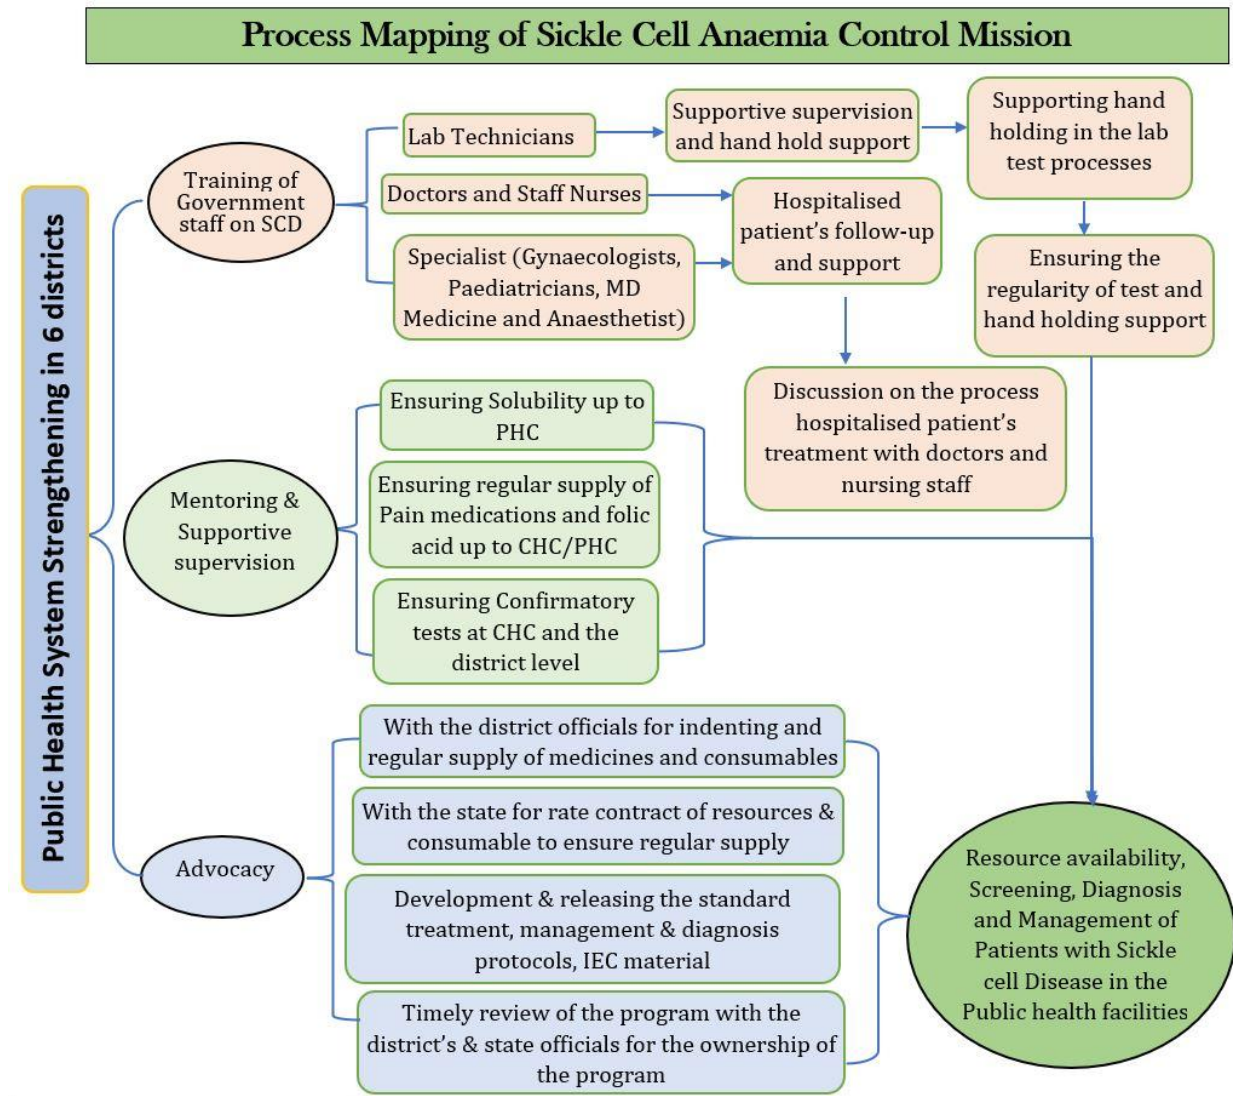 Process Mapping of Sickle Cell Anaemia Control Mission
Public Health System Strengthening in 6 districts
Training of
Government
staff on SCD
Lab Technicians
Supportive supervision
and hand hold support
Supporting hand
holding in the lab
test processes
Doctors and Staff Nurses
Hospitalised
patient's follow-up
and support
Specialist (Gynaecologists,
Paediatricians, MD
Medicine and Anaesthetist)
Ensuring the
regularity of test and
hand holding support
Discussion on the process
hospitalised patient's
treatment with doctors and
nursing staff
Mentoring &
Supportive
supervision
Ensuring Solubility up to
PHC
Ensuring regular supply of
Pain medications and folic
acid up to CHC/PHC
Ensuring Confirmatory
tests at CHC and the
district level
Advocacy
With the district officials for indenting and
regular supply of medicines and consumables
With the state for rate contract of resources &
consumable to ensure regular supply
Development & releasing the standard
treatment, management & diagnosis
protocols, IEC material
Timely review of the program with the
district's & state officials for the ownership of
the program
Resource availability,
Screening, Diagnosis
and Management of
Patients with Sickle
cell Disease in the
Public health facilities